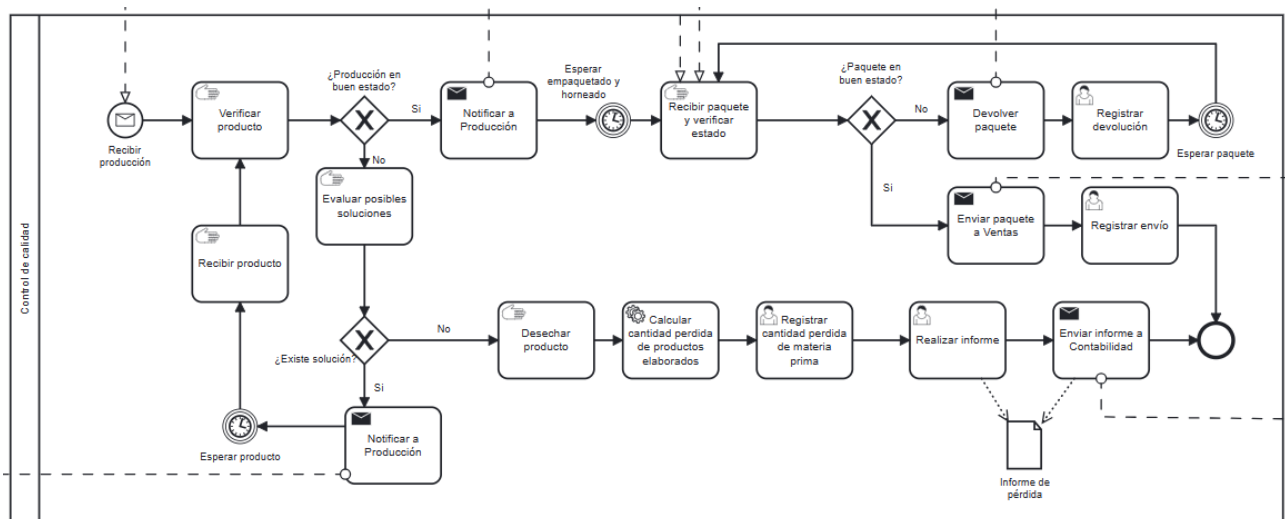 Control de calidad
Recibir
producción
Verificar
producto
¿Producción en
buen estado?
Si
No
Notificar a
Producción
Esperar
empaquetado y
horneado
Recibir paquete
y verificar
estado
¿Paquete en
buen estado?
No
Si
Devolver
paquete
Registrar
devolución
Esperar paquete
Enviar paquete
a Ventas
Registrar envío
Evaluar posibles
soluciones
Recibir producto
¿Existe solución?
No
Si
Desechar
producto
Calcular
cantidad perdida
de productos
elaborados
Registrar
cantidad perdida
de materia
prima
Realizar informe
Enviar informe a
Contabilidad
Esperar producto
Notificar a
Producción
Informe de
pérdida